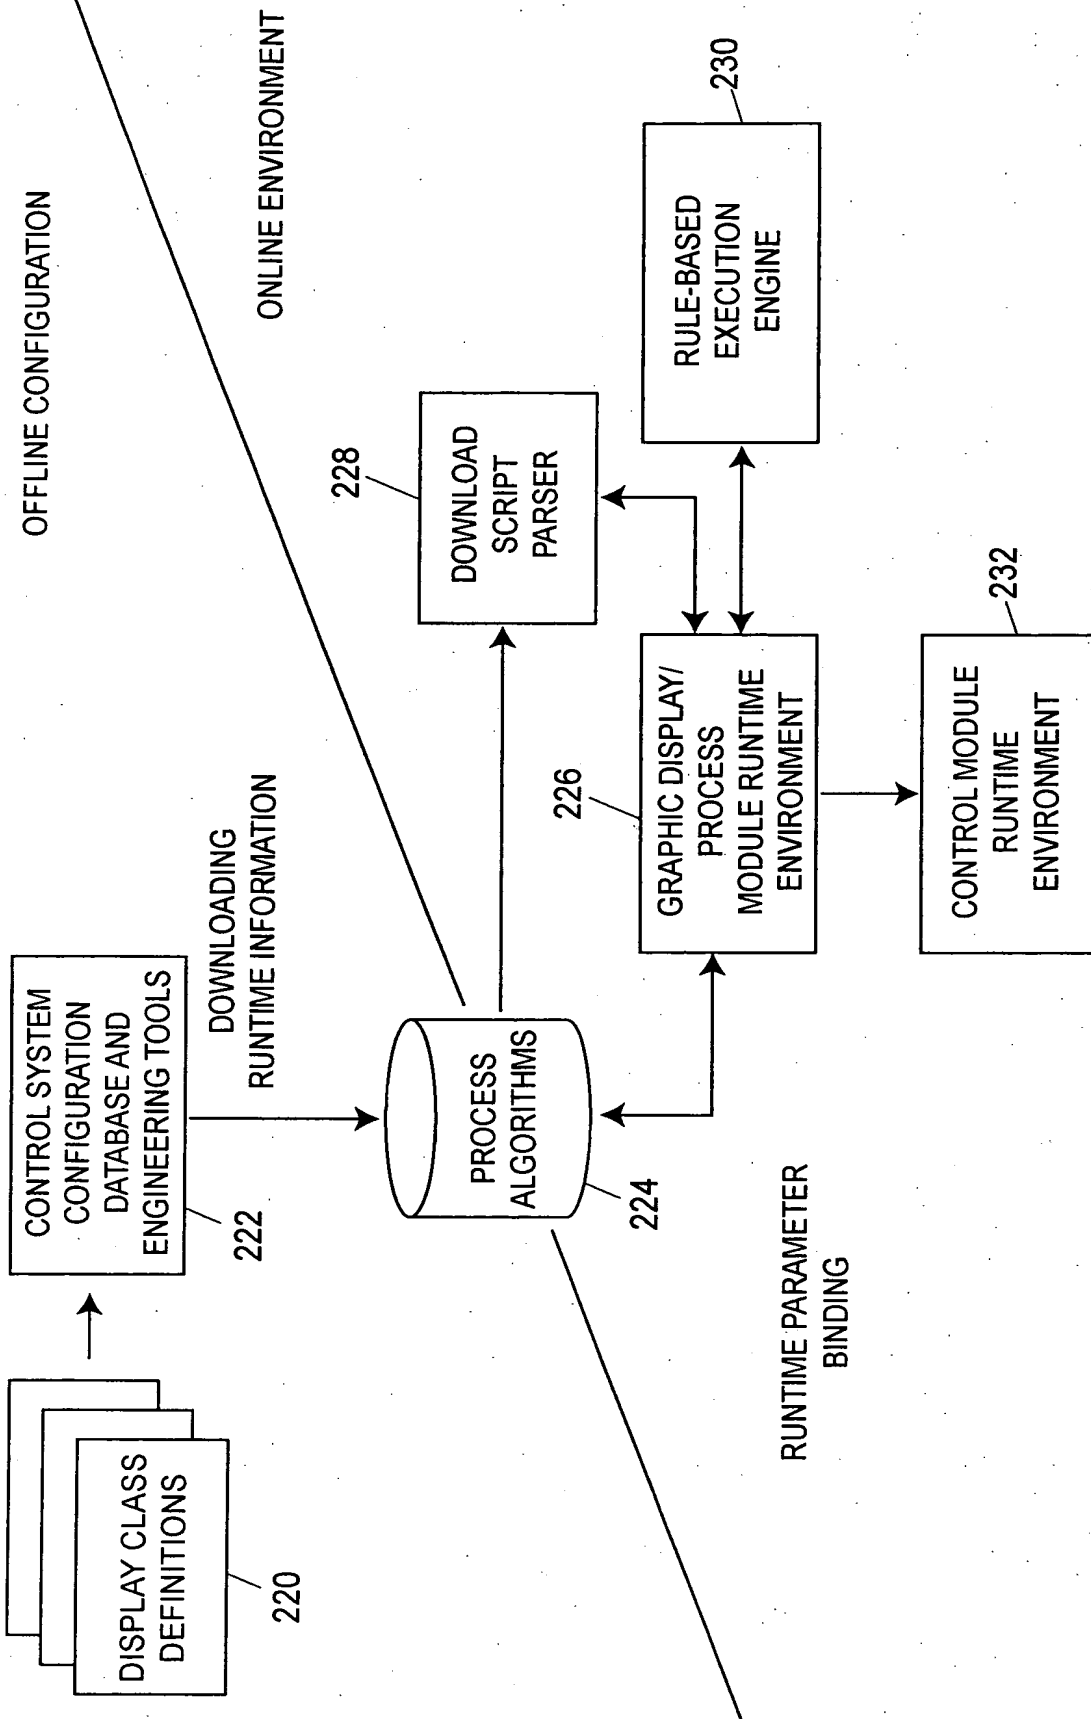 OFFLINE CONFIGURATION
DISPLAY CLASS
DEFINITIONS
220
CONTROL SYSTEM
CONFIGURATION
DATABASE AND
ENGINEERING TOOLS
222
DOWNLOADING
RUNTIME INFORMATION
ONLINE ENVIRONMENT
PROCESS
ALGORITHMS
224
228
DOWNLOAD
SCRIPT
PARSER
226
GRAPHIC DISPLAY/
PROCESS
MODULE RUNTIME
ENVIRONMENT
230
RULE-BASED
EXECUTION
ENGINE
RUNTIME PARAMETER
BINDING
232
CONTROL MODULE
RUNTIME
ENVIRONMENT